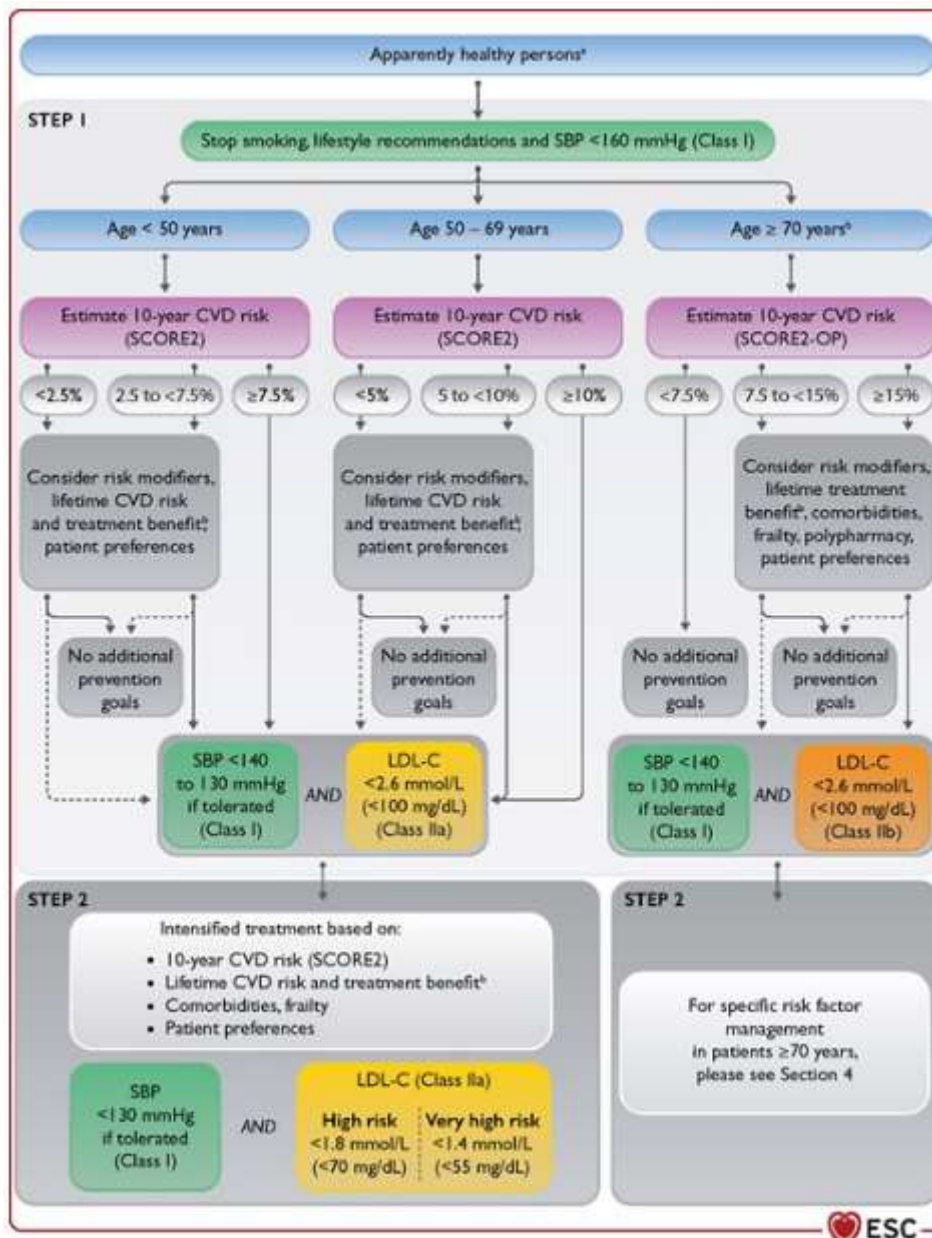 Apparently healthy personsᵃ
STEP 1
Stop smoking, lifestyle recommendations and SBP <160 mmHg (Class I)
Age < 50 years
Age 50 – 69 years
Age ≥ 70 yearsᵇ
Estimate 10-year CVD risk
(SCORE2)
Estimate 10-year CVD risk
(SCORE2)
Estimate 10-year CVD risk
(SCORE2-OP)
<2.5%
2.5 to <7.5%
≥7.5%
<5%
5 to <10%
≥10%
<7.5%
7.5 to <15%
≥15%
Consider risk modifiers,
lifetime CVD risk
and treatment benefitᵇ,
patient preferences
Consider risk modifiers,
lifetime CVD risk
and treatment benefitᵇ,
patient preferences
Consider risk modifiers,
lifetime treatment
benefitᵇ, comorbidities,
frailty, polypharmacy,
patient preferences
No additional
prevention
goals
No additional
prevention
goals
No additional
prevention
goals
No additional
prevention
goals
SBP <140
to 130 mmHg
if tolerated
(Class I)
AND
LDL-C
<2.6 mmol/L
(<100 mg/dL)
(Class IIa)
SBP <140
to 130 mmHg
if tolerated
(Class I)
AND
LDL-C
<2.6 mmol/L
(<100 mg/dL)
(Class IIb)
STEP 2
Intensified treatment based on:
• 10-year CVD risk (SCORE2)
• Lifetime CVD risk and treatment benefitᵇ
• Comorbidities, frailty
• Patient preferences
SBP
<130 mmHg
if tolerated
(Class I)
AND
LDL-C (Class IIa)
High risk
<1.8 mmol/L
(<70 mg/dL)
Very high risk
<1.4 mmol/L
(<55 mg/dL)
STEP 2
For specific risk factor
management
in patients ≥70 years,
please see Section 4
ESC